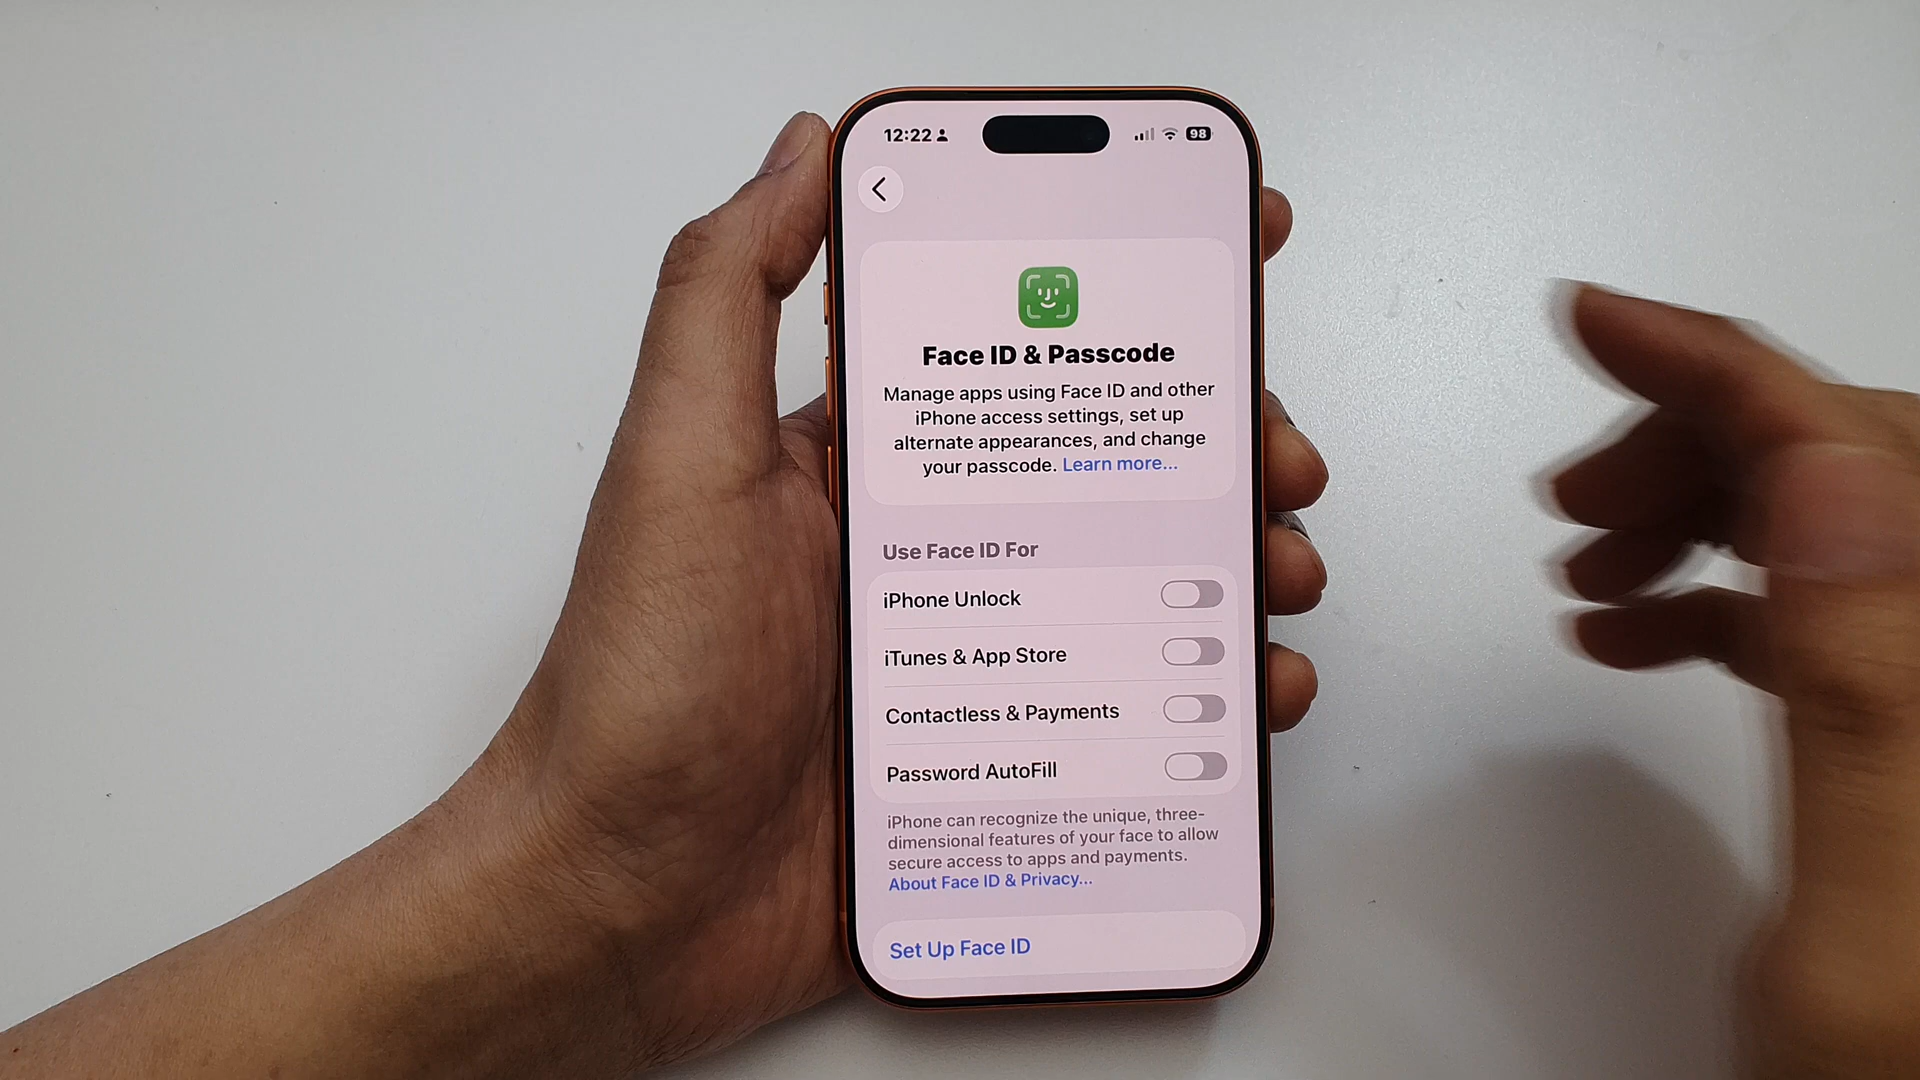 12:22
98
Face ID & Passcode
Manage apps using Face ID and other
iPhone access settings, set up
alternate appearances, and change
your passcode. Learn more...
Use Face ID For
iPhone Unlock
iTunes & App Store
Contactless & Payments
Password AutoFill
iPhone can recognize the unique, three-
dimensional features of your face to allow
secure access to apps and payments.
About Face ID & Privacy...
Set Up Face ID